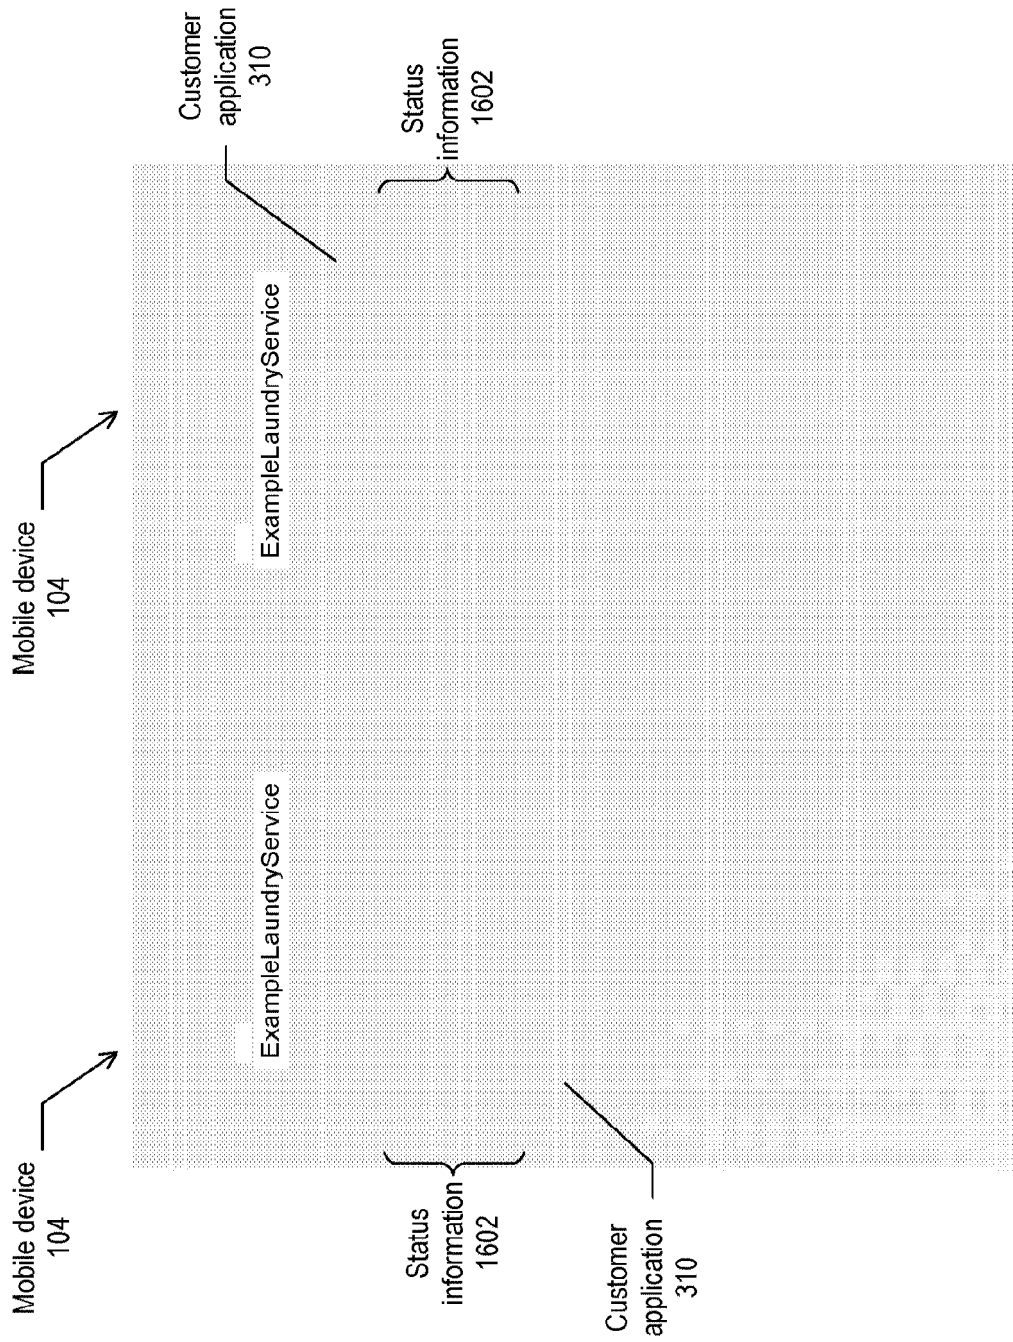 Mobile device
104
Mobile device
104
Customer
application
310
ExampleLaundryService
ExampleLaundryService
Status
information
1602
Status
information
1602
Customer
application
310